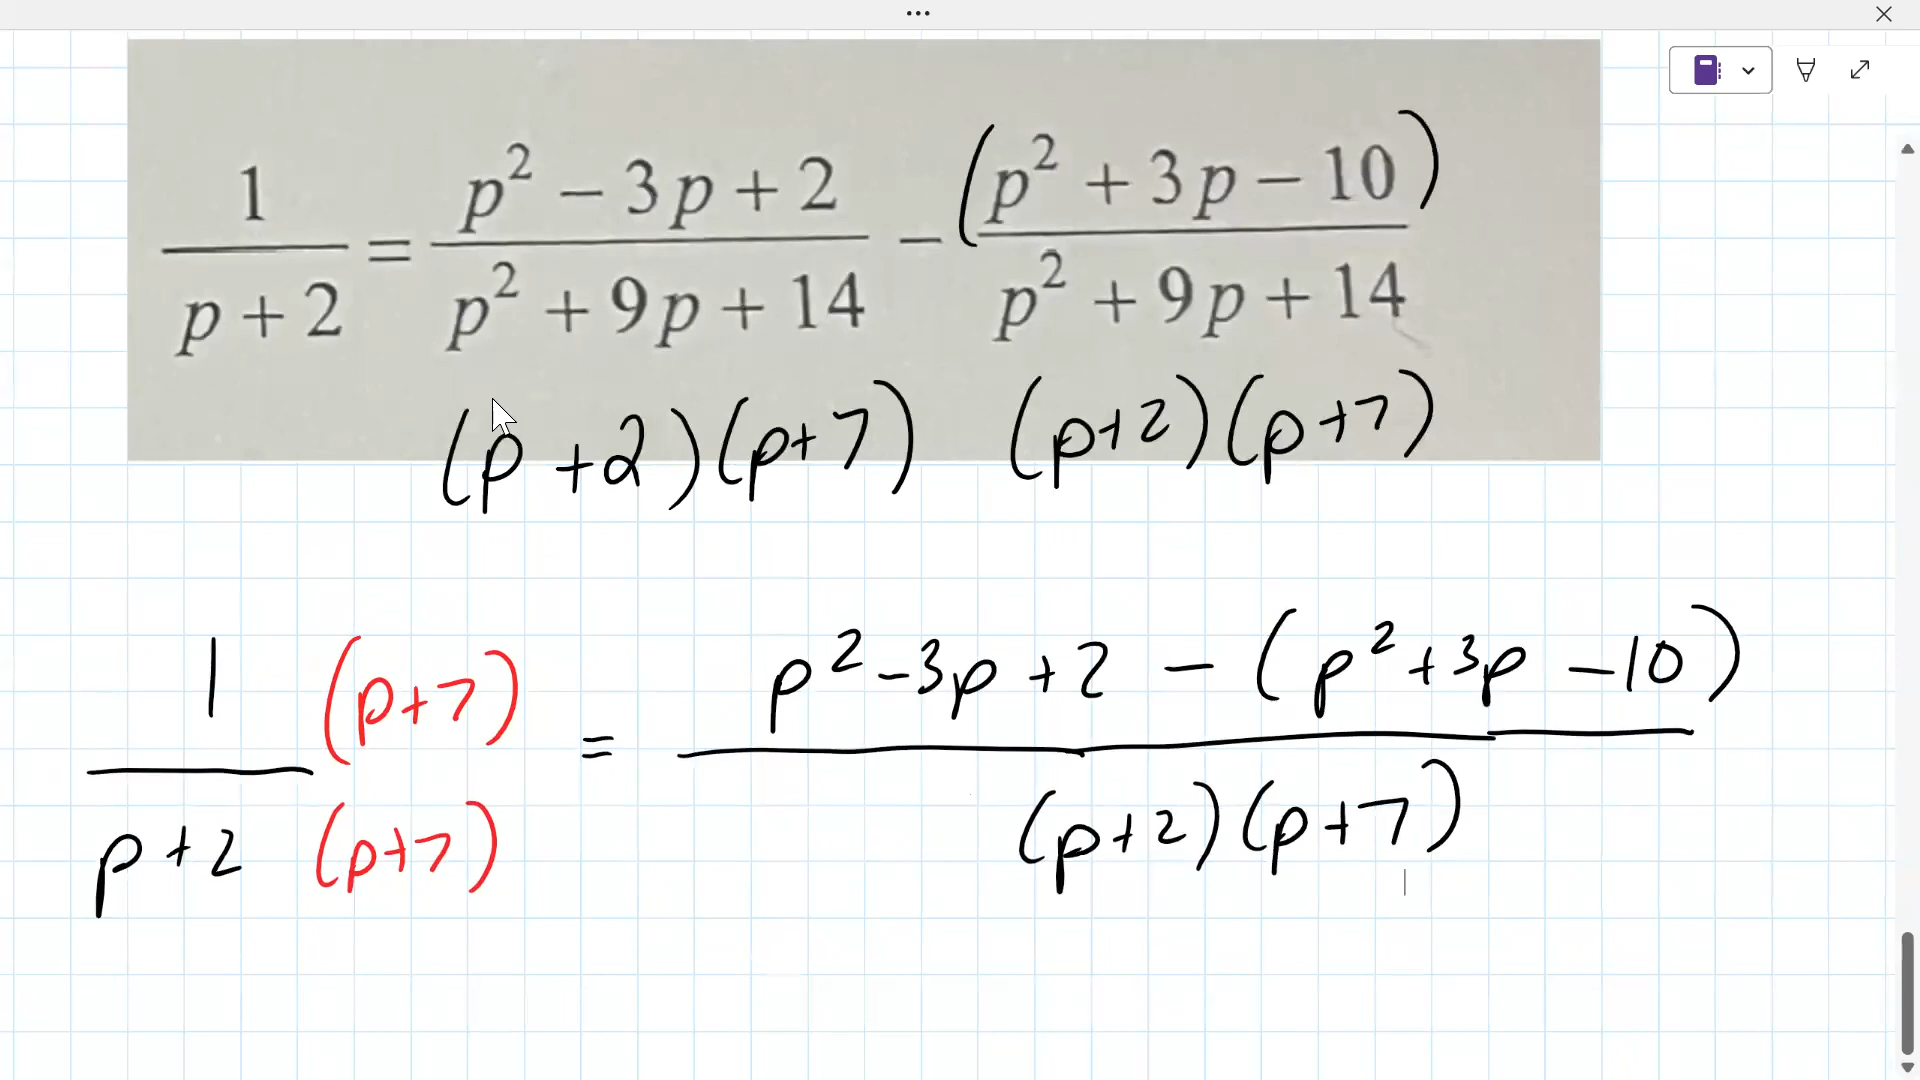 1/(p + 2) = (p² − 3p + 2)/(p² + 9p + 14) − (p² + 3p − 10)/(p² + 9p + 14)
(p + 2)(p+7) (p+2)(p+7)
1 (p+7)/(p+2 (p+7)) = (p² −3p + 2 − (p² + 3p − 10))/((p+2)(p+7))